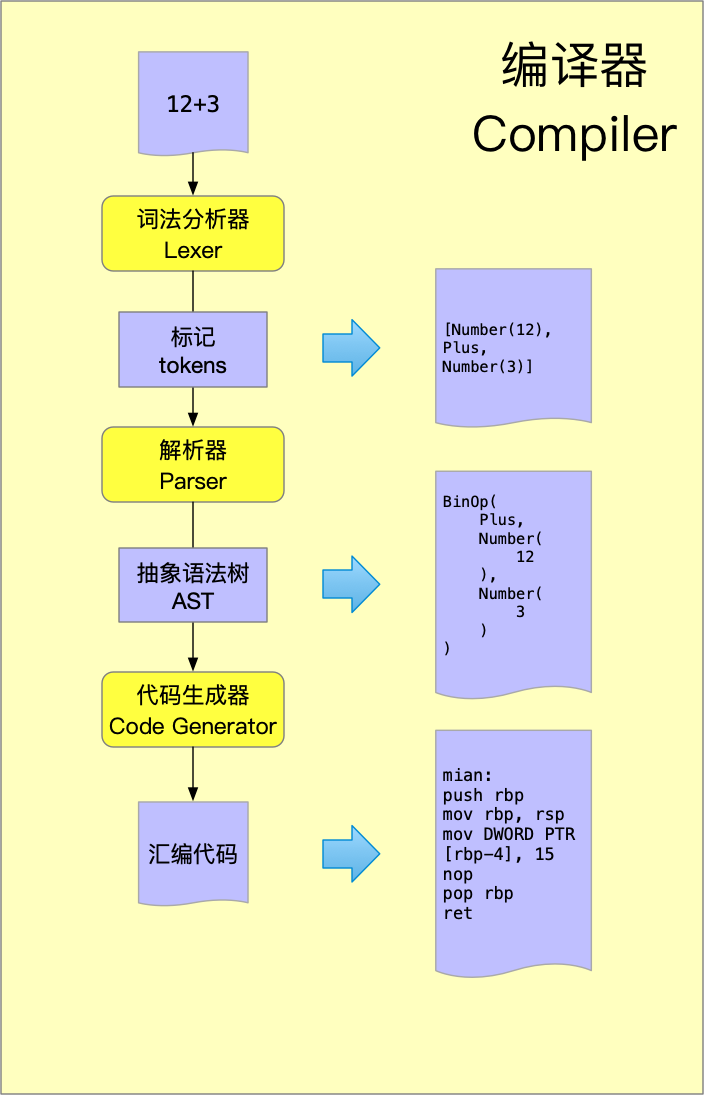 编译器
Compiler
12+3
词法分析器
Lexer
标记
tokens
[Number(12),
Plus,
Number(3)]
解析器
Parser
抽象语法树
AST
BinOp(
    Plus,
    Number(
        12
    ),
    Number(
        3
    )
)
代码生成器
Code Generator
汇编代码
mian:
push rbp
mov rbp, rsp
mov DWORD PTR
[rbp-4], 15
nop
pop rbp
ret